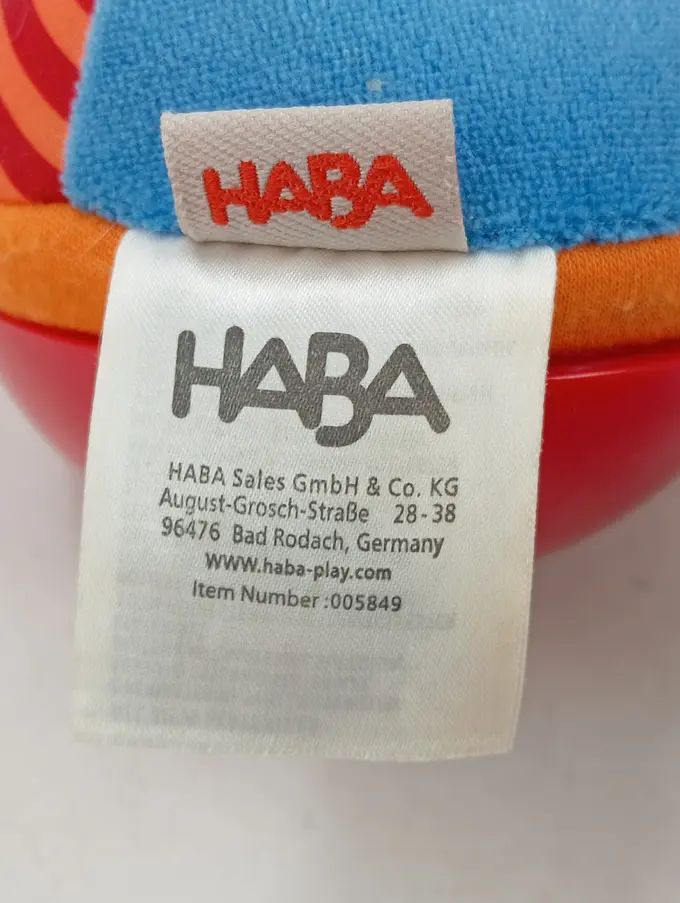 HABA
HABA
HABA Sales GmbH & Co. KG
August-Grosch-Straße 28-38
96476 Bad Rodach, Germany
www.haba-play.com
Item Number :005849